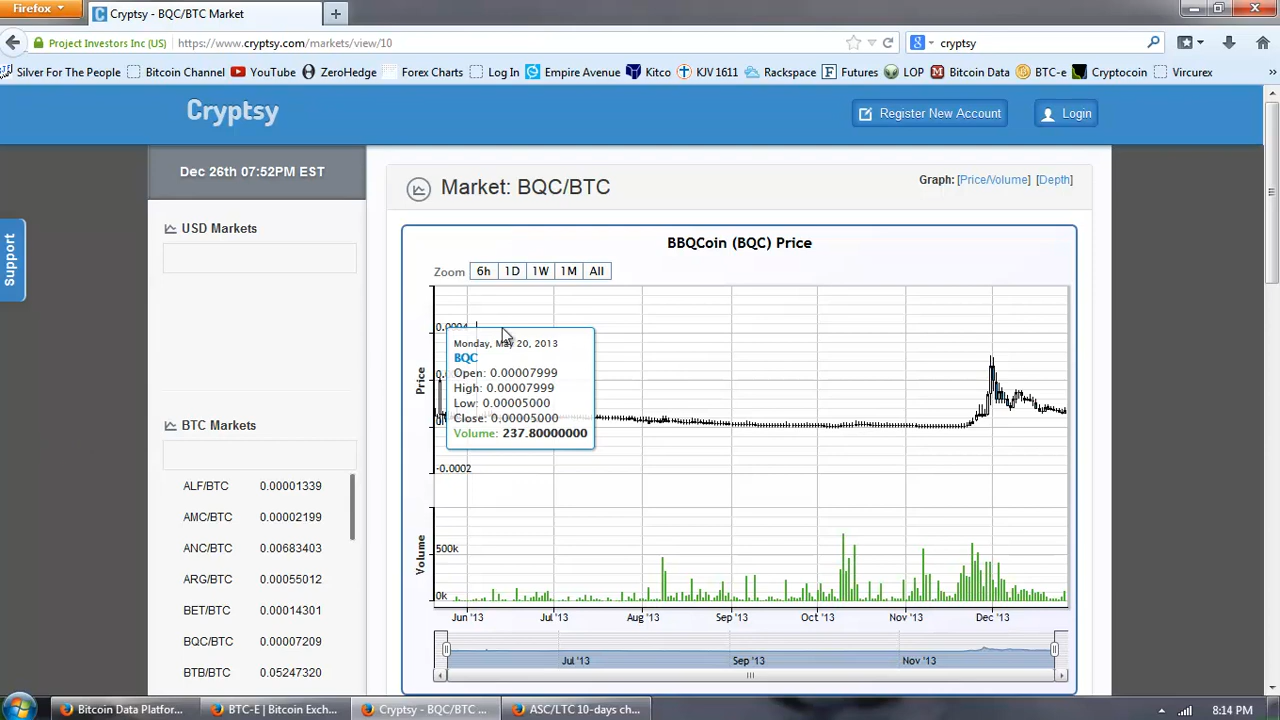 Firefox
Cryptsy - BQC/BTC Market
Project Investors Inc (US)
https://www.cryptsy.com/markets/view/10
cryptsy
Silver For The People
Bitcoin Channel
YouTube
ZeroHedge
Forex Charts
Log In
Empire Avenue
Kitco
KJV 1611
Rackspace
Futures
LOP
Bitcoin Data
BTC-e
Cryptocoin
Vircurex
Cryptsy
Register New Account
Login
Support
Dec 26th 07:52PM EST
USD Markets
BTC Markets
ALF/BTC 0.00001339
AMC/BTC 0.00002199
ANC/BTC 0.00683403
ARG/BTC 0.00055012
BET/BTC 0.00014301
BQC/BTC 0.00007209
BTB/BTC 0.05247320
Market: BQC/BTC
Graph: [Price/Volume] [Depth]
BBQCoin (BQC) Price
Zoom 6h 1D 1W 1M All
Price
0.0004
Monday, May 20, 2013
BQC
Open: 0.00007999
High: 0.00007999
Low: 0.00005000
Close: 0.00005000
Volume: 237.80000000
-0.0002
Volume
500k
0k
Jun '13 Jul '13 Aug '13 Sep '13 Oct '13 Nov '13 Dec '13
Jul '13 Sep '13 Nov '13
Bitcoin Data Platfor...
BTC-E | Bitcoin Exch...
Cryptsy - BQC/BTC ...
ASC/LTC 10-days ch...
8:14 PM